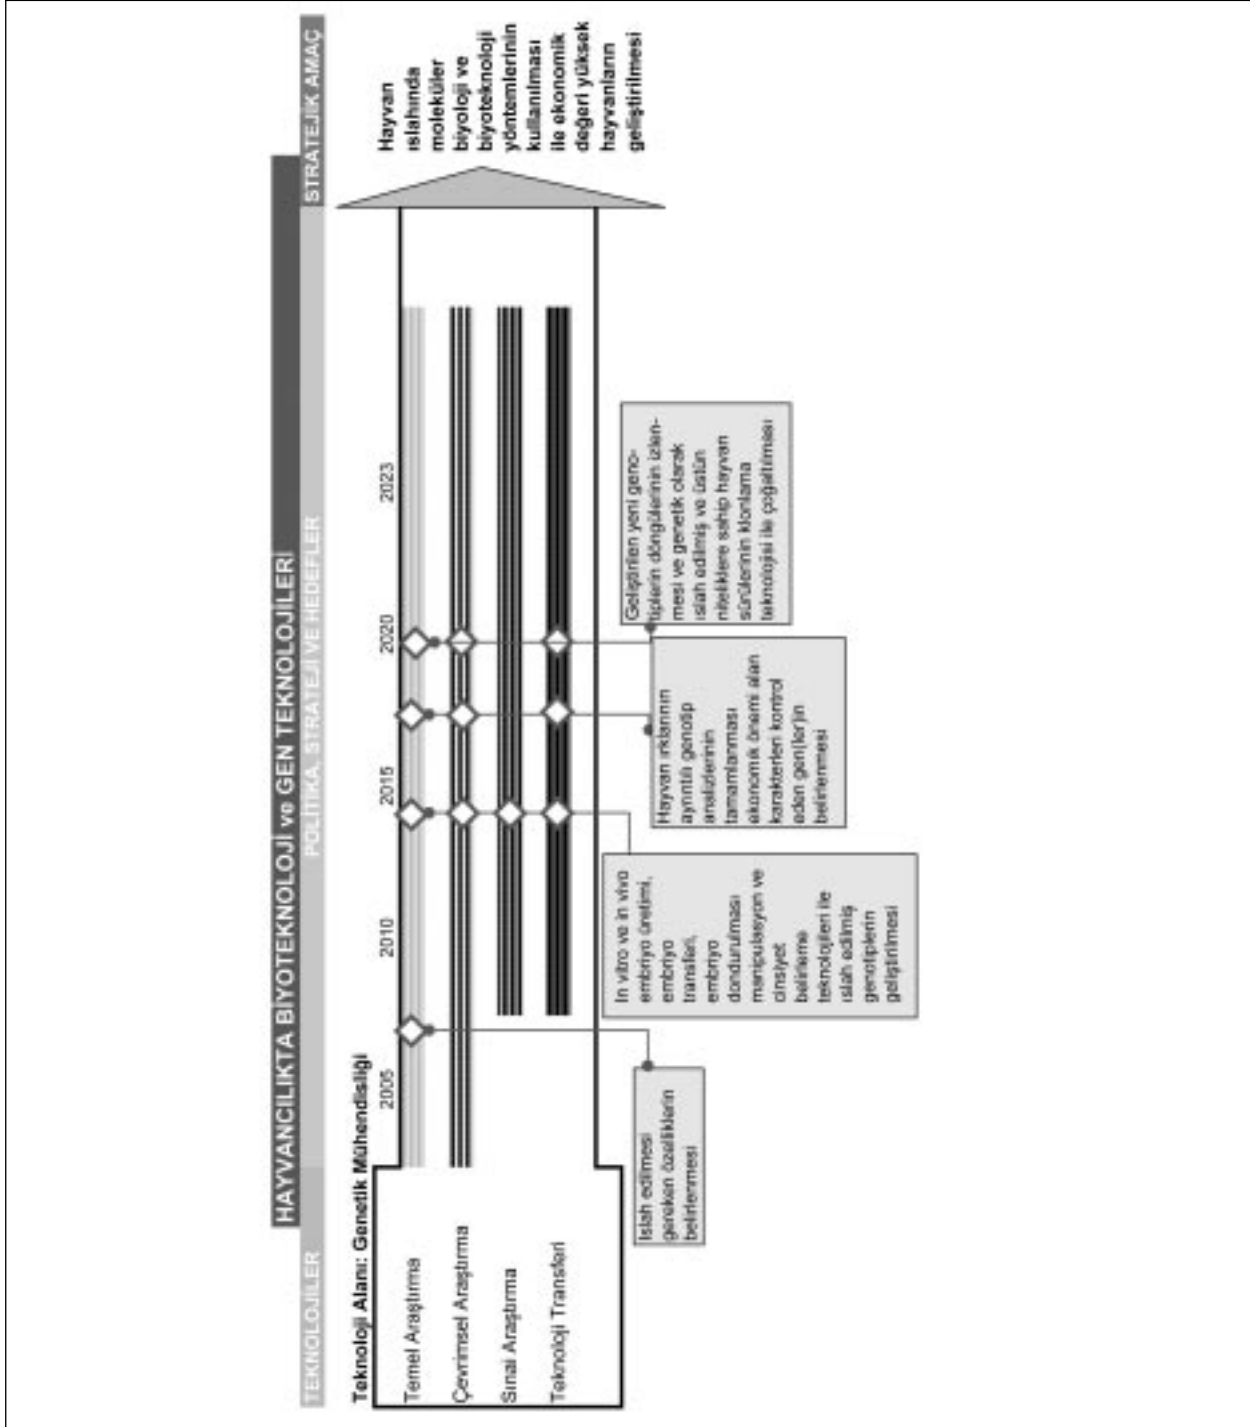 HAYVANCILIKTA BİYOTEKNOLOJİ ve GEN TEKNOLOJİLERİ
TEKNOLOJİLER
POLİTİKA, STRATEJİ VE HEDEFLER
STRATEJİK AMAÇ
Teknoloji Alanı: Genetik Mühendisliği
2005
2010
2015
2020
2023
Temel Araştırma
Çevrimsel Araştırma
Sınai Araştırma
Teknoloji Transferi
Hayvan
ıslahında
moleküler
biyoloji ve
biyoteknoloji
yöntemlerinin
kullanılması
ile ekonomik
değeri yüksek
hayvanların
geliştirilmesi
Islah edilmesi
gereken özelliklerin
belirlenmesi
In vitro ve in vivo
embriyo üretimi,
embriyo
transferi,
embriyo
dondurulması
manipulasyon ve
cinsiyet
belirleme
teknolojileri ile
ıslah edilmiş
genotiplerin
geliştirilmesi
Hayvan ırklarının
ayrıntılı genotip
analizlerinin
tamamlanması
ekonomik önemi alan
karakterleri kontrol
eden gen(ler)in
belirlenmesi
Geliştirilen yeni geno-
tiplerin döngülerinin izlen-
mesi ve genetik olarak
ıslah edilmiş ve üstün
niteliklere sahip hayvan
sürülerinin klonlama
teknolojisi ile çoğaltılması